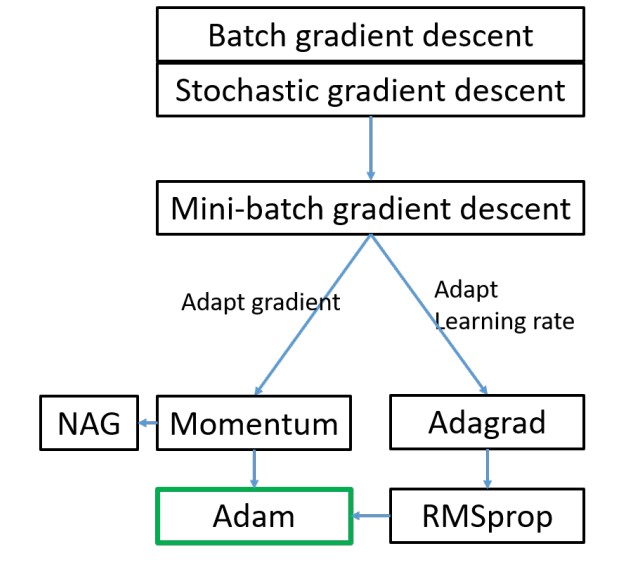 Batch gradient descent
Stochastic gradient descent
Mini-batch gradient descent
Adapt gradient
Adapt
Learning rate
NAG
Momentum
Adagrad
Adam
RMSprop